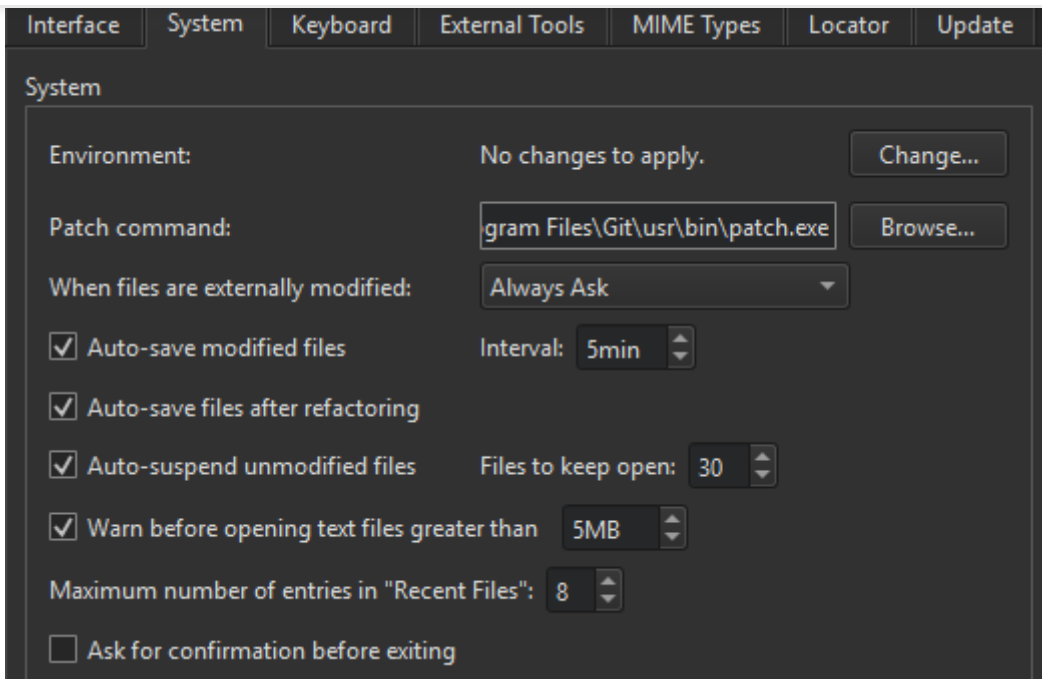 Interface System Keyboard External Tools MIME Types Locator Update
System
Environment: No changes to apply. Change...
Patch command: gram Files\Git\usr\bin\patch.exe Browse...
When files are externally modified: Always Ask
Auto-save modified files Interval: 5min
Auto-save files after refactoring
Auto-suspend unmodified files Files to keep open: 30
Warn before opening text files greater than 5MB
Maximum number of entries in "Recent Files": 8
Ask for confirmation before exiting